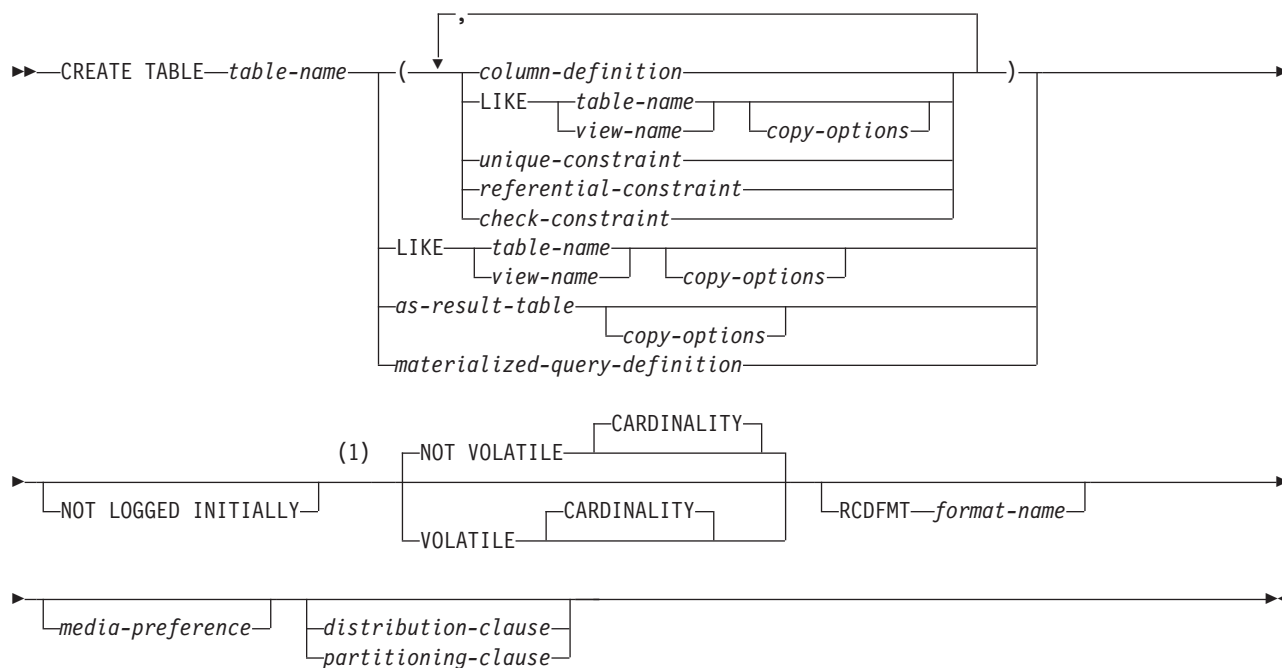 ,
CREATE TABLE table-name ( column-definition )
LIKE table-name
view-name copy-options
unique-constraint
referential-constraint
check-constraint
LIKE table-name
view-name copy-options
as-result-table
copy-options
materialized-query-definition
CARDINALITY
(1) NOT VOLATILE
NOT LOGGED INITIALLY
CARDINALITY
RCDFMT format-name
VOLATILE
media-preference
distribution-clause
partitioning-clause